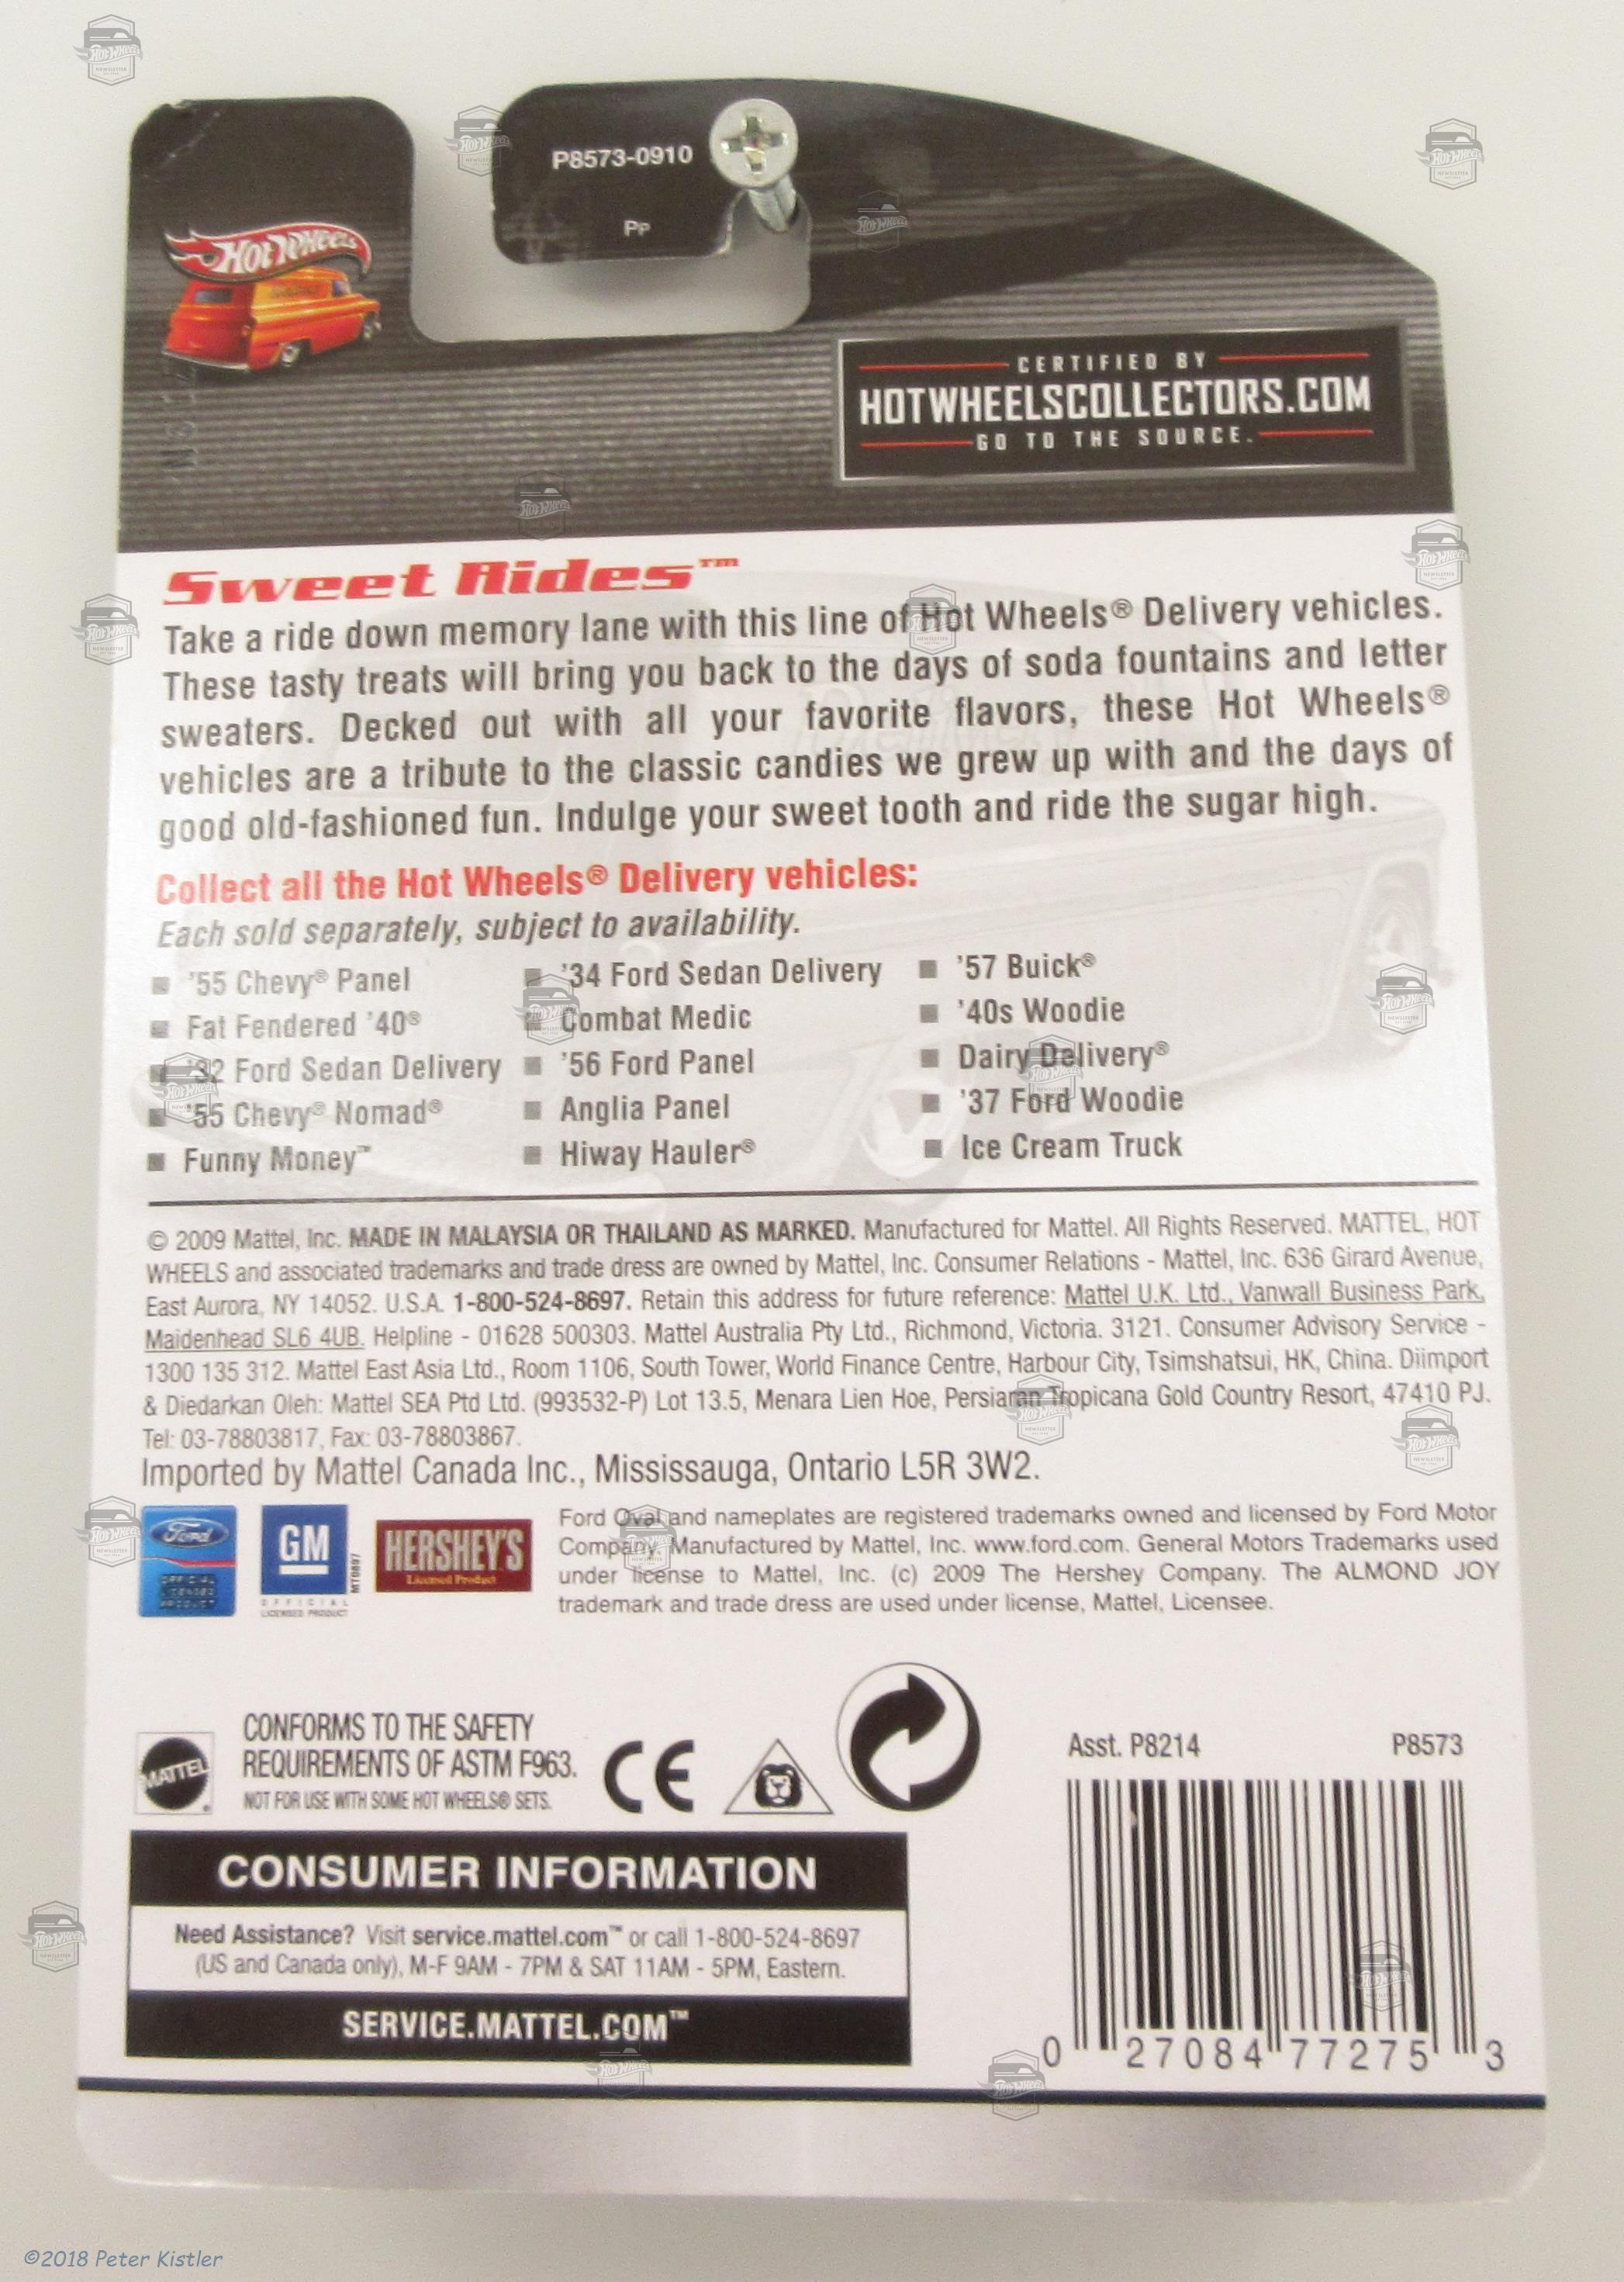 P8573-0910
PP
HOT WHEELS
CERTIFIED BY
HOTWHEELSCOLLECTORS.COM
GO TO THE SOURCE.
Sweet Rides™
Take a ride down memory lane with this line of Hot Wheels® Delivery vehicles.
These tasty treats will bring you back to the days of soda fountains and letter
sweaters. Decked out with all your favorite flavors, these Hot Wheels®
vehicles are a tribute to the classic candies we grew up with and the days of
good old-fashioned fun. Indulge your sweet tooth and ride the sugar high.
Collect all the Hot Wheels® Delivery vehicles:
Each sold separately, subject to availability.
■ '55 Chevy® Panel
■ Fat Fendered '40®
■ '32 Ford Sedan Delivery
■ '55 Chevy® Nomad®
■ Funny Money™
■ '34 Ford Sedan Delivery
■ Combat Medic
■ '56 Ford Panel
■ Anglia Panel
■ Hiway Hauler®
■ '57 Buick®
■ '40s Woodie
■ Dairy Delivery®
■ '37 Ford Woodie
■ Ice Cream Truck
© 2009 Mattel, Inc. MADE IN MALAYSIA OR THAILAND AS MARKED. Manufactured for Mattel. All Rights Reserved. MATTEL, HOT
WHEELS and associated trademarks and trade dress are owned by Mattel, Inc. Consumer Relations - Mattel, Inc. 636 Girard Avenue,
East Aurora, NY 14052. U.S.A. 1-800-524-8697. Retain this address for future reference: Mattel U.K. Ltd., Vanwall Business Park,
Maidenhead SL6 4UB. Helpline - 01628 500303. Mattel Australia Pty Ltd., Richmond, Victoria. 3121. Consumer Advisory Service -
1300 135 312. Mattel East Asia Ltd., Room 1106, South Tower, World Finance Centre, Harbour City, Tsimshatsui, HK, China. Diimport
& Diedarkan Oleh: Mattel SEA Ptd Ltd. (993532-P) Lot 13.5, Menara Lien Hoe, Persiaran Tropicana Gold Country Resort, 47410 PJ.
Tel: 03-78803817, Fax: 03-78803867.
Imported by Mattel Canada Inc., Mississauga, Ontario L5R 3W2.
Ford
OFFICIAL
LICENSED
PRODUCT
GM
OFFICIAL
LICENSED PRODUCT
HERSHEY'S
Licensed Product
Ford Oval and nameplates are registered trademarks owned and licensed by Ford Motor
Company. Manufactured by Mattel, Inc. www.ford.com. General Motors Trademarks used
under license to Mattel, Inc. (c) 2009 The Hershey Company. The ALMOND JOY
trademark and trade dress are used under license, Mattel, Licensee.
MATTEL
CONFORMS TO THE SAFETY
REQUIREMENTS OF ASTM F963.
NOT FOR USE WITH SOME HOT WHEELS® SETS.
CE
Asst. P8214 P8573
CONSUMER INFORMATION
Need Assistance? Visit service.mattel.com™ or call 1-800-524-8697
(US and Canada only), M-F 9AM - 7PM & SAT 11AM - 5PM, Eastern.
SERVICE.MATTEL.COM™
0 27084 77275 3
©2018 Peter Kistler